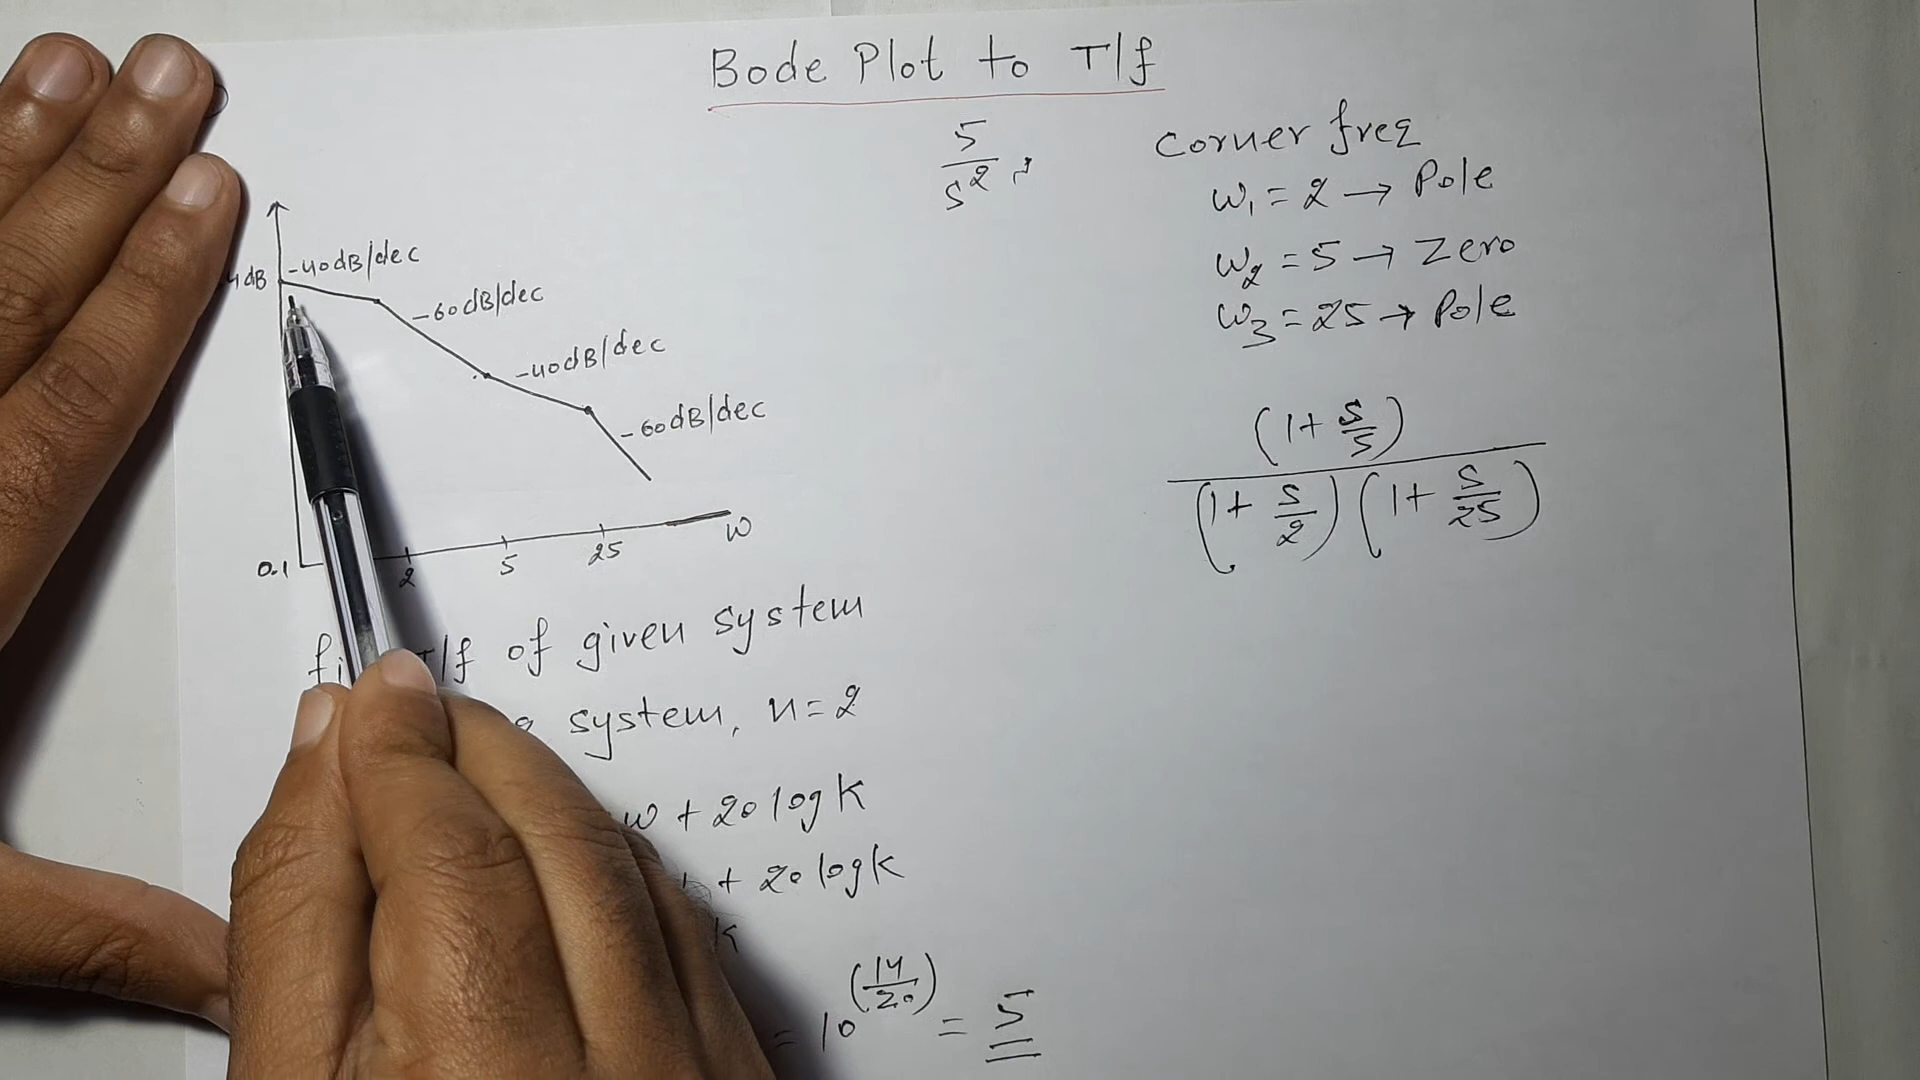 Bode Plot to T/f
5
s²
Corner freq
ω₁ = 2 → Pole
ω₂ = 5 → Zero
ω₃ = 25 → Pole
-40dB/dec
-60dB/dec
-40dB/dec
-60dB/dec
ω
0.1 2 5 25
(1 + s/5)
(1 + s/2) (1 + s/25)
T/f of given system
system, n=2
ω + 20 log K
+ 20 log K
K
= 10^(14/20) = 5